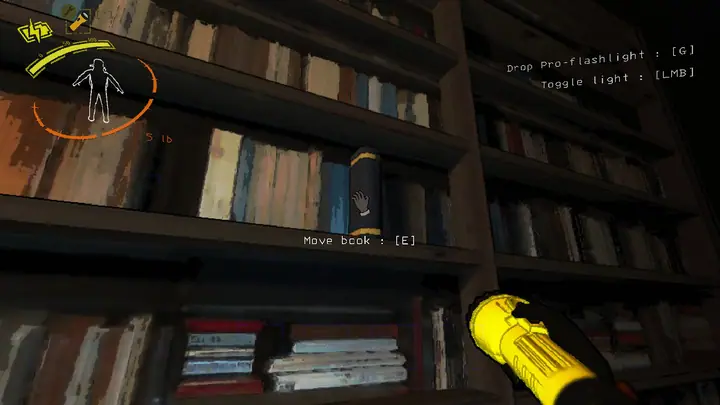 Drop Pro-flashlight : [G]
Toggle light : [LMB]
5 lb
Move book : [E]